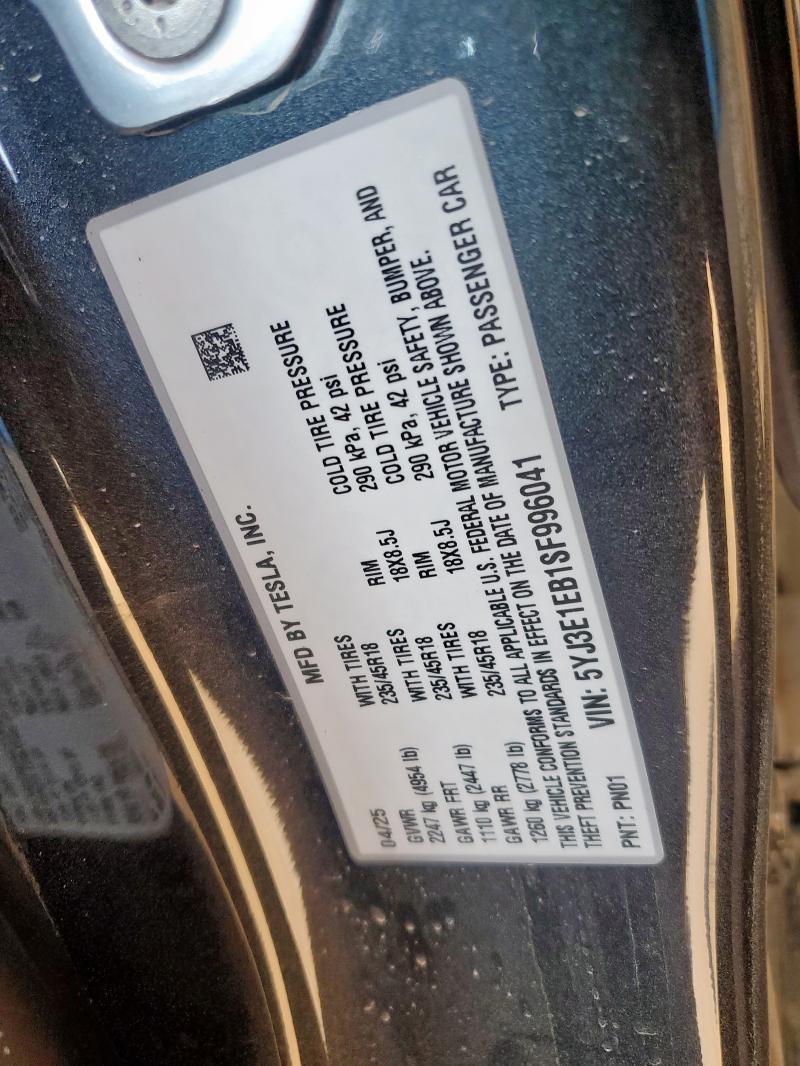 MFD BY TESLA, INC.
04/25
GVWR WITH TIRES RIM COLD TIRE PRESSURE
2247 kg (4954 lb) 235/45R18 18X8.5J 290 kPa, 42 psi
GAWR FRT WITH TIRES RIM COLD TIRE PRESSURE
1110 kg (2447 lb) 235/45R18 18X8.5J 290 kPa, 42 psi
GAWR RR WITH TIRES
1260 kg (2778 lb) 235/45R18
THIS VEHICLE CONFORMS TO ALL APPLICABLE U.S. FEDERAL MOTOR VEHICLE SAFETY, BUMPER, AND
THEFT PREVENTION STANDARDS IN EFFECT ON THE DATE OF MANUFACTURE SHOWN ABOVE.
VIN: 5YJ3E1EB1SF996041 TYPE: PASSENGER CAR
PNT: PN01